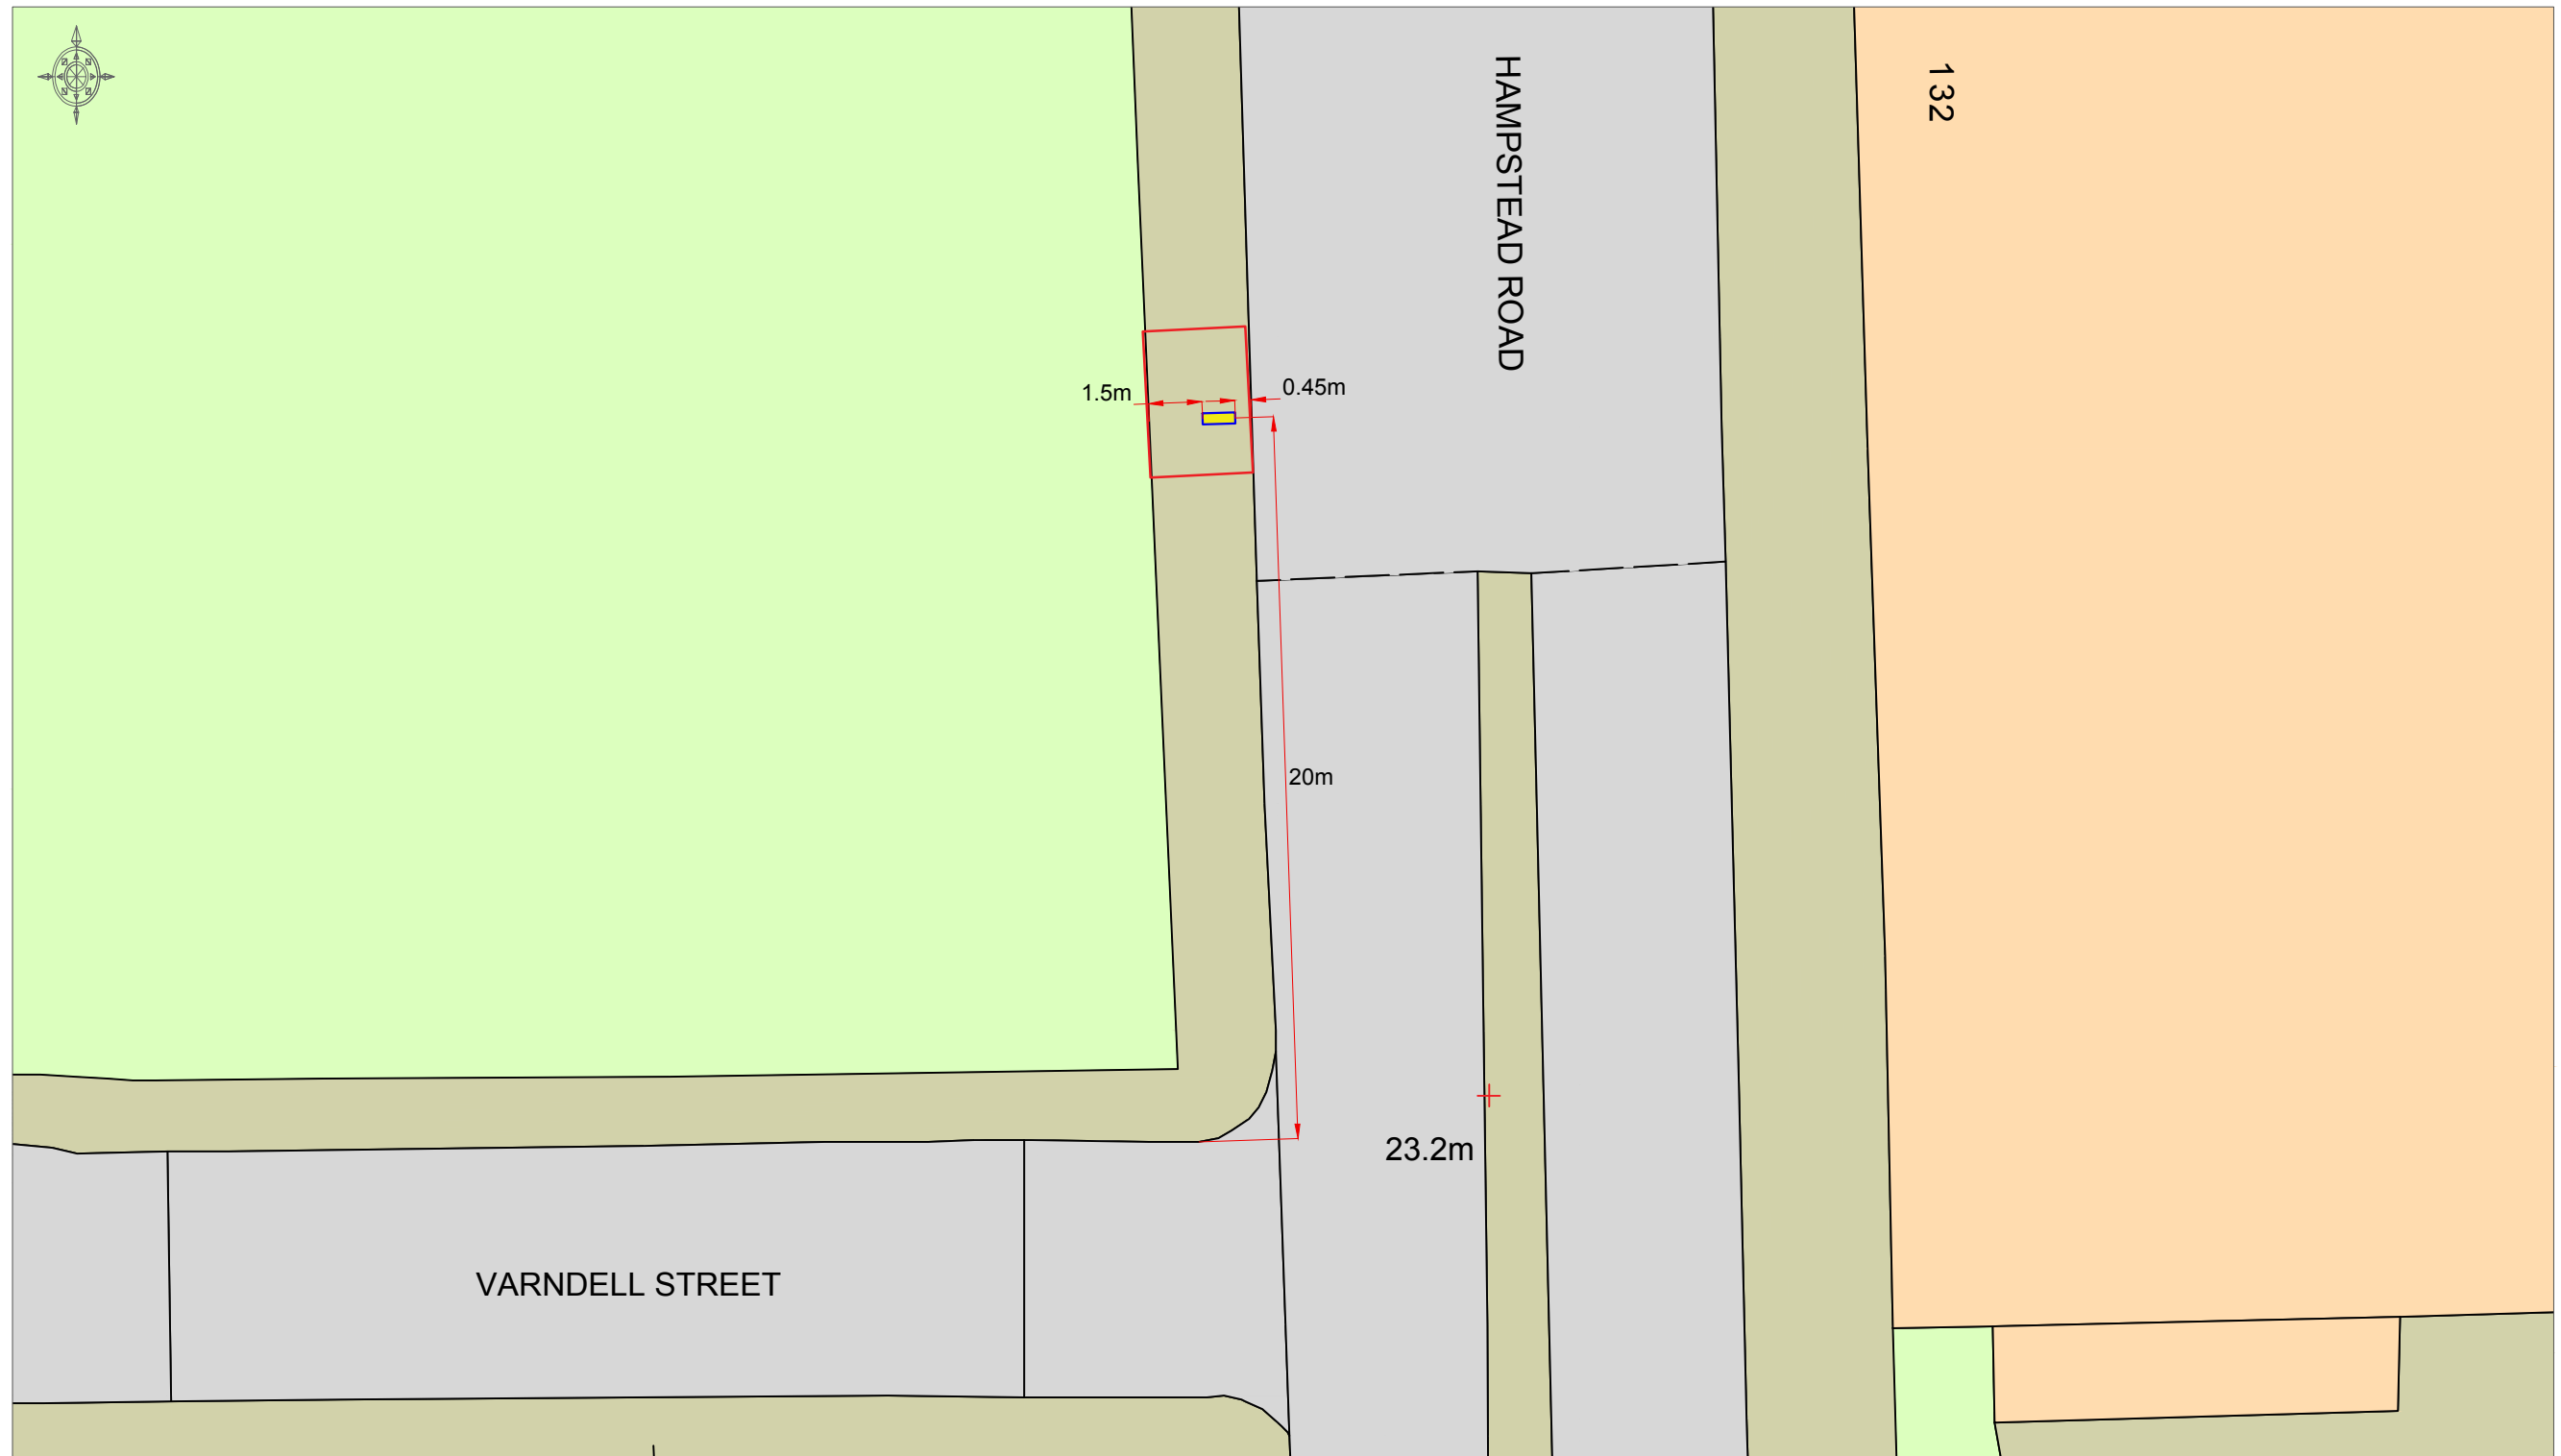 HAMPSTEAD ROAD
132
1.5m
0.45m
20m
23.2m
VARNDELL STREET